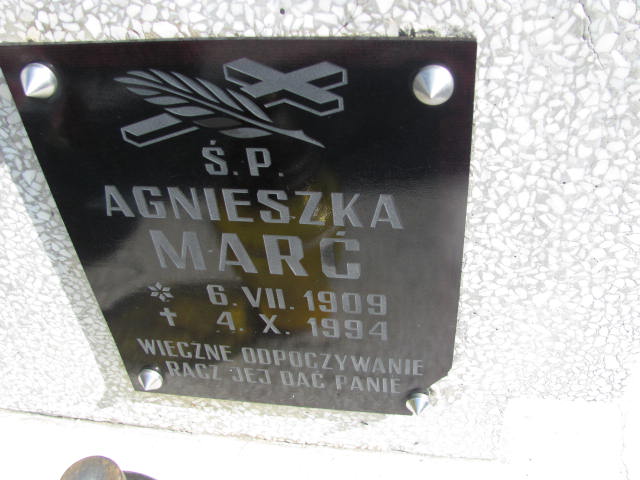 Ś.P.
AGNIESZKA
MARĆ
* 6. VII. 1909
✝ 4. X. 1994
WIECZNE ODPOCZYWANIE
RACZ JEJ DAĆ PANIE